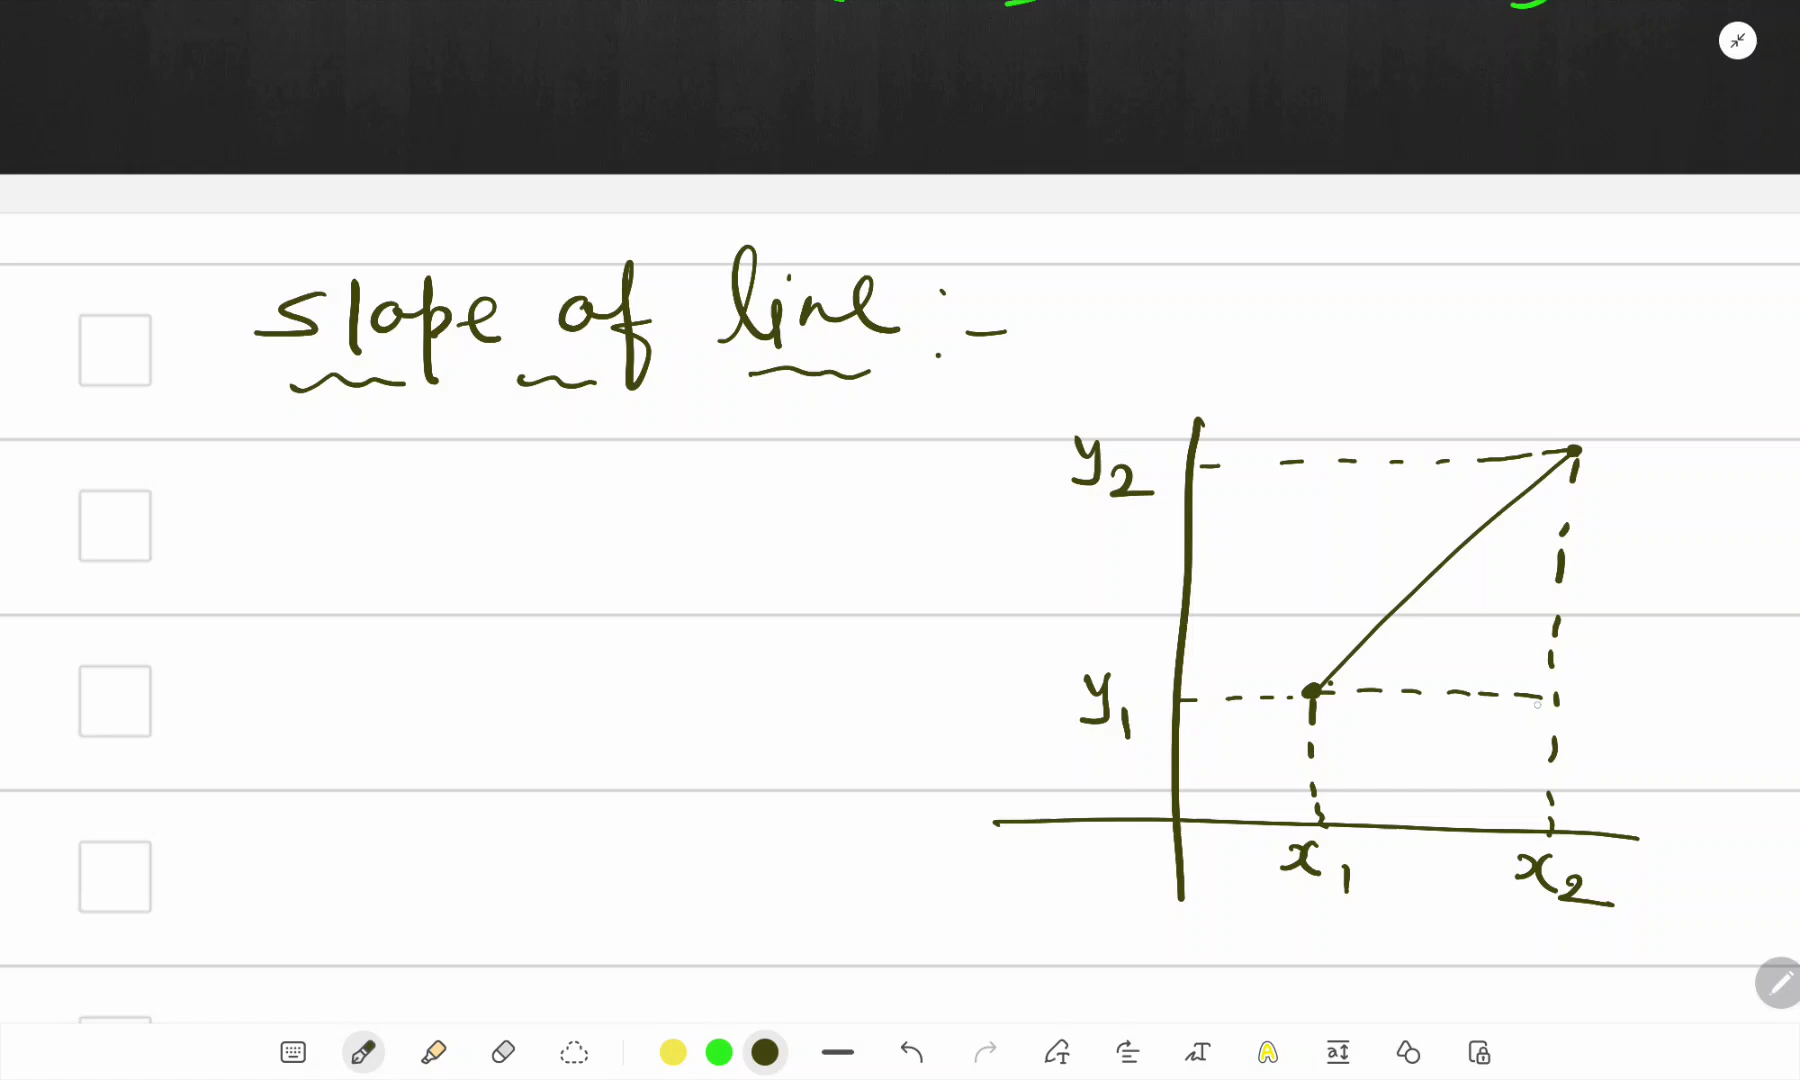 slope of line :-
y2
y1
x1 x2